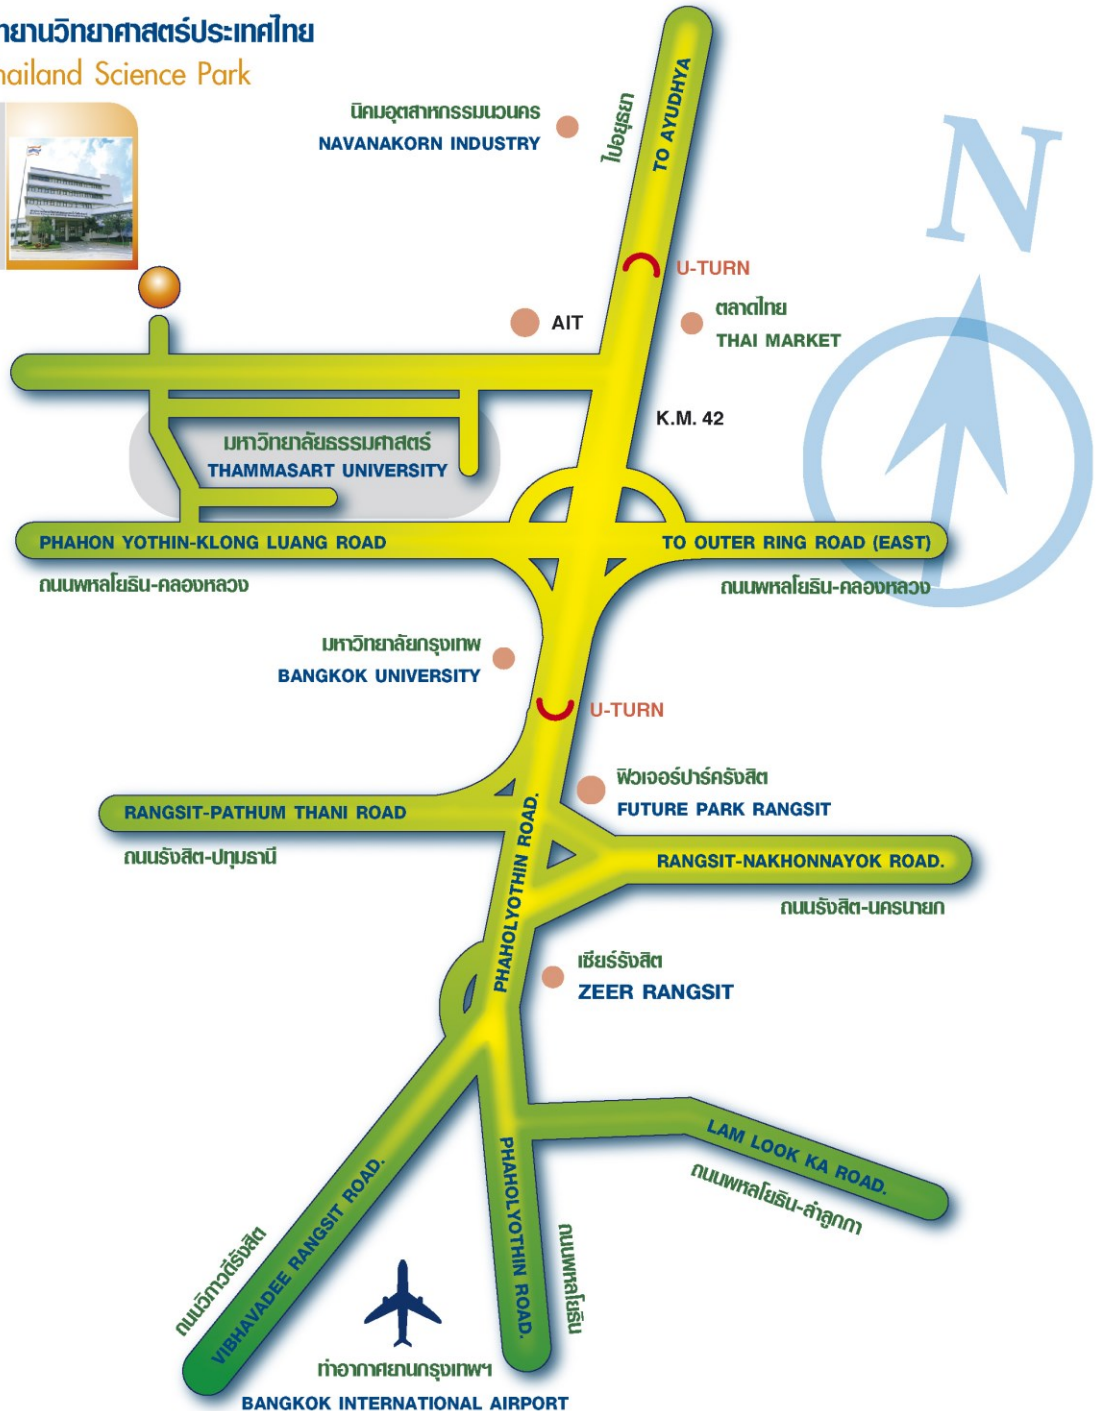 ทยานวิทยาศาสตร์ประเทศไทย
hailand Science Park
นิคมอุตสาหกรรมนวนคร
NAVANAKORN INDUSTRY
ไปอยุธยา
TO AYUDHYA
N
U-TURN
AIT
ตลาดไทย
THAI MARKET
K.M. 42
มหาวิทยาลัยธรรมศาสตร์
THAMMASART UNIVERSITY
PHAHON YOTHIN-KLONG LUANG ROAD
TO OUTER RING ROAD (EAST)
ถนนพหลโยธิน-คลองหลวง
ถนนพหลโยธิน-คลองหลวง
มหาวิทยาลัยกรุงเทพ
BANGKOK UNIVERSITY
U-TURN
ฟิวเจอร์ปาร์ครังสิต
FUTURE PARK RANGSIT
RANGSIT-PATHUM THANI ROAD
ถนนรังสิต-ปทุมธานี
PHAHOLYOTHIN ROAD.
RANGSIT-NAKHONNAYOK ROAD.
ถนนรังสิต-นครนายก
เซียร์รังสิต
ZEER RANGSIT
LAM LOOK KA ROAD.
ถนนพหลโยธิน-ลำลูกกา
VIBHAVADEE RANGSIT ROAD.
ถนนวิภาวดีรังสิต
PHAHOLYOTHIN ROAD.
ถนนพหลโยธิน
ท่าอากาศยานกรุงเทพฯ
BANGKOK INTERNATIONAL AIRPORT